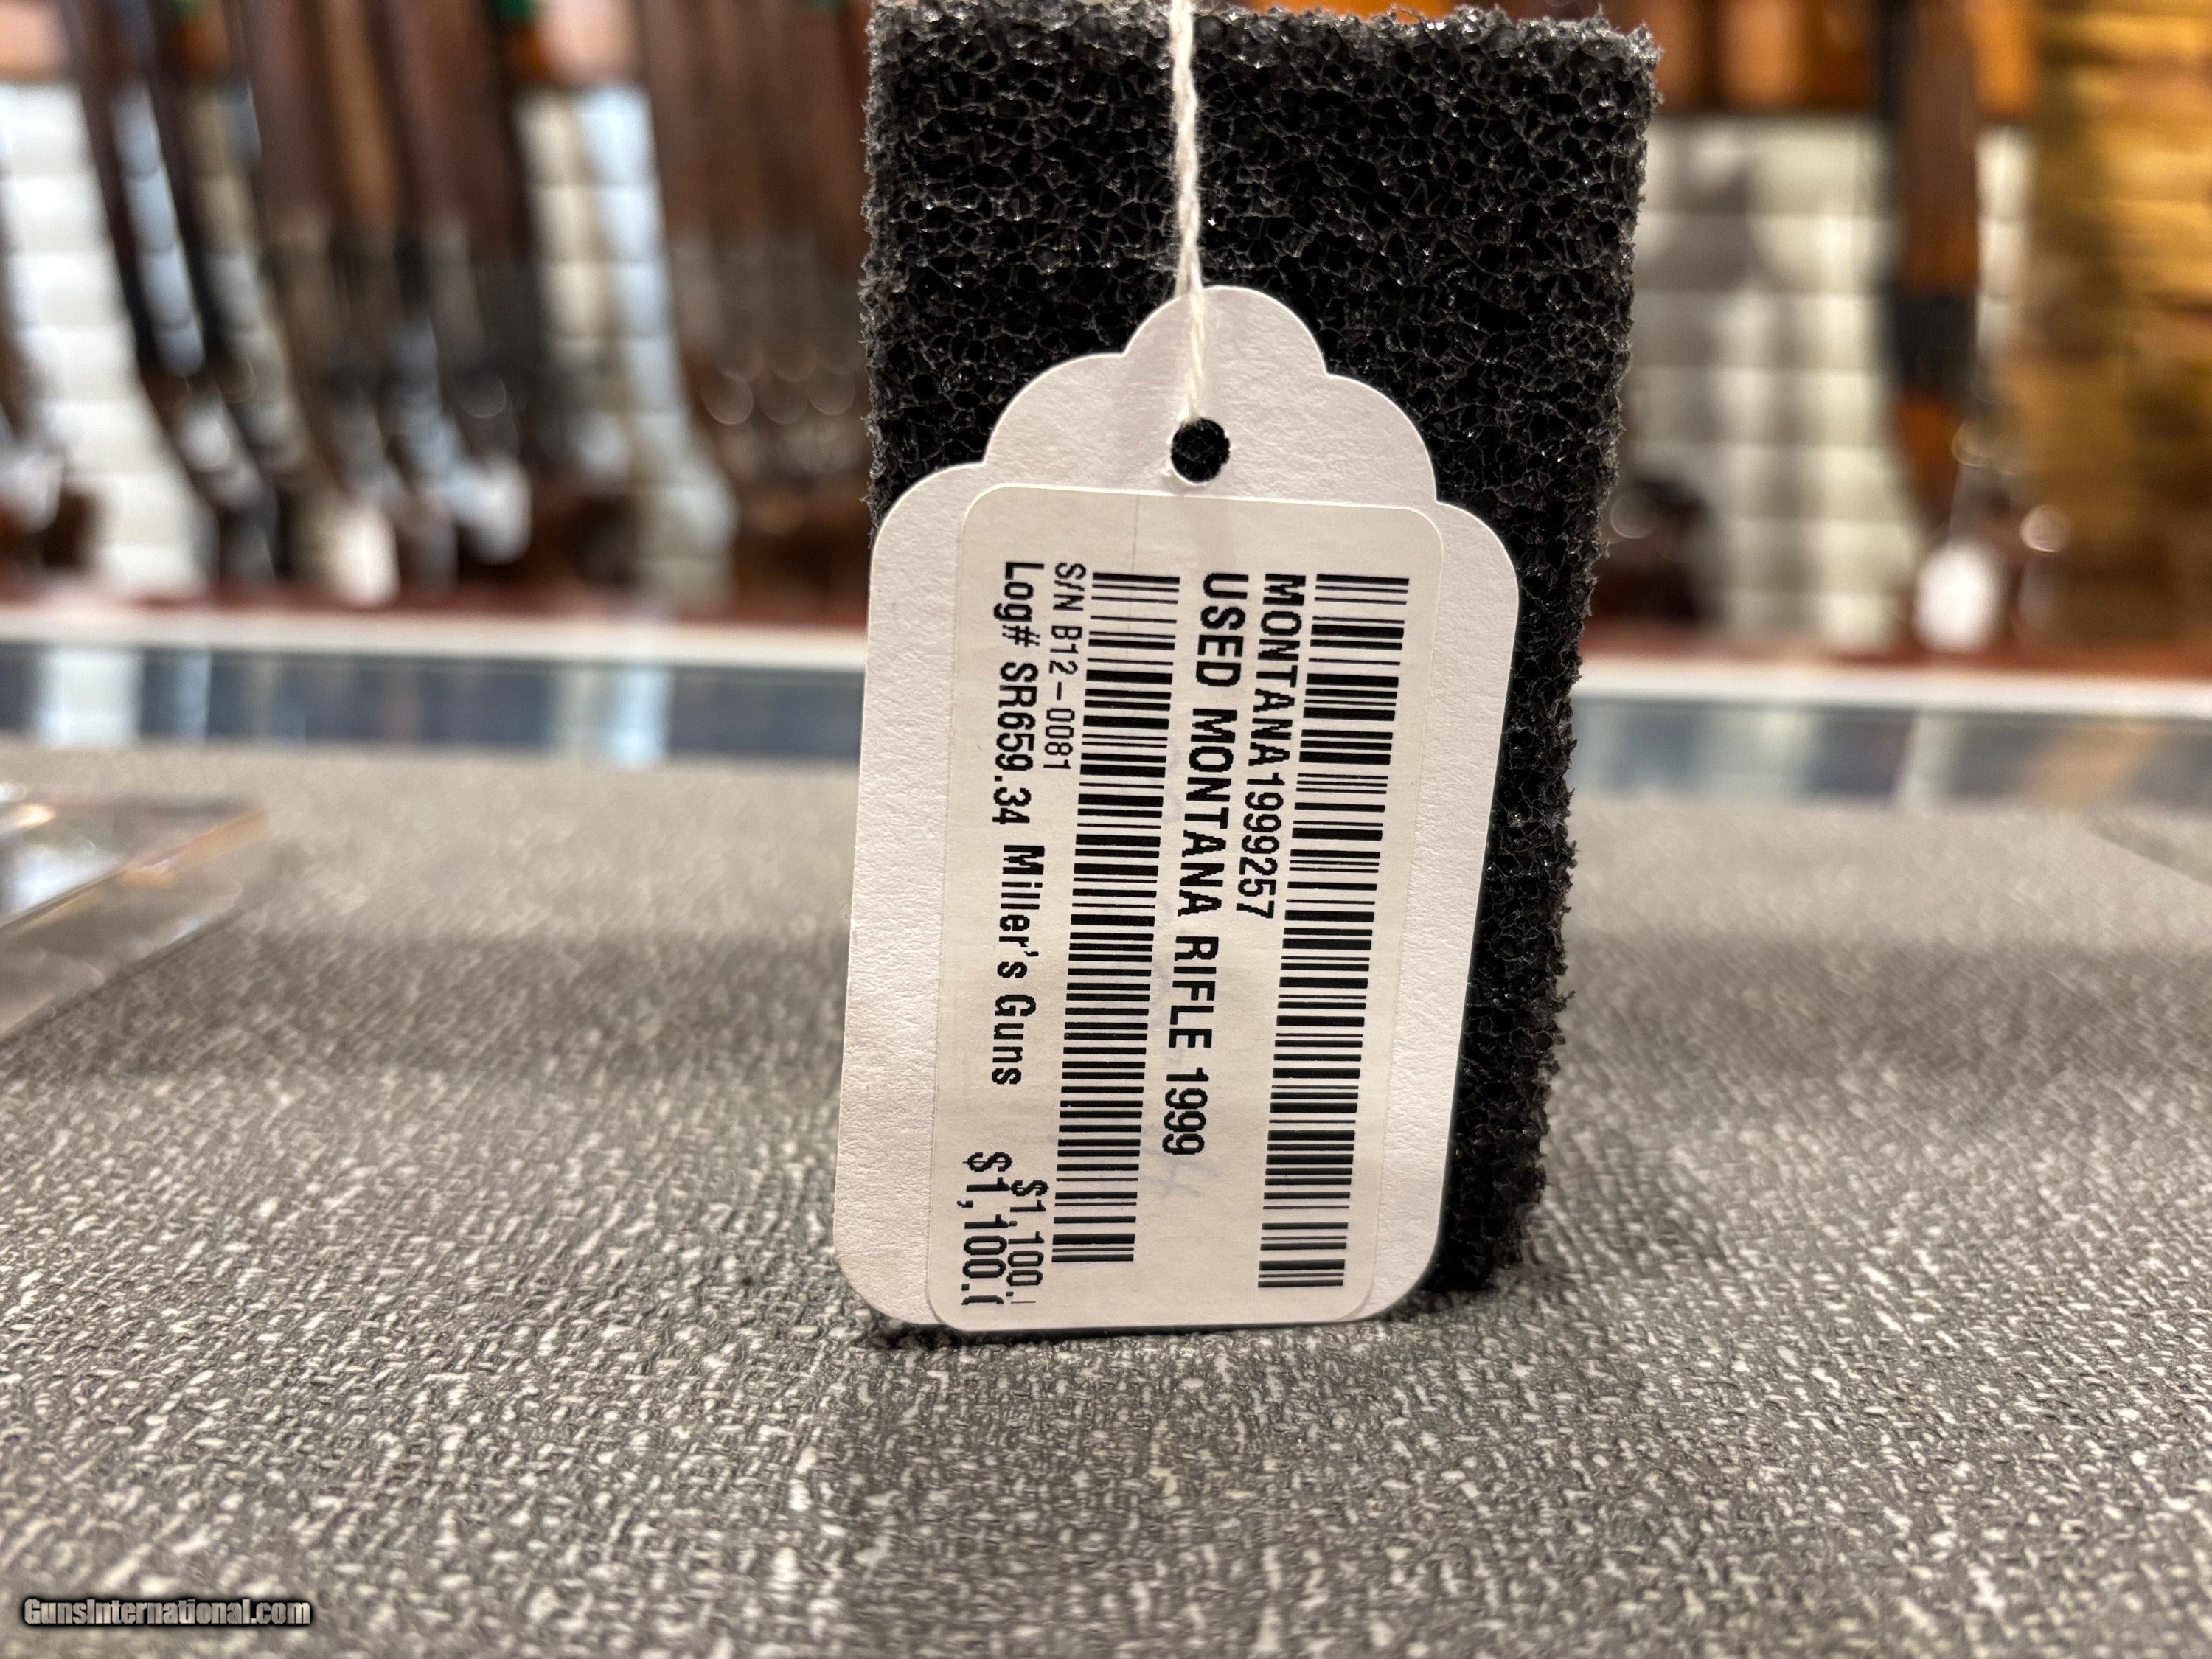 MONTANA1999257
USED MONTANA RIFLE 1999
S/N B12-0081
$1,100.
Log# SR659.34 Miller's Guns
$1,100.(
GunsInternational.com